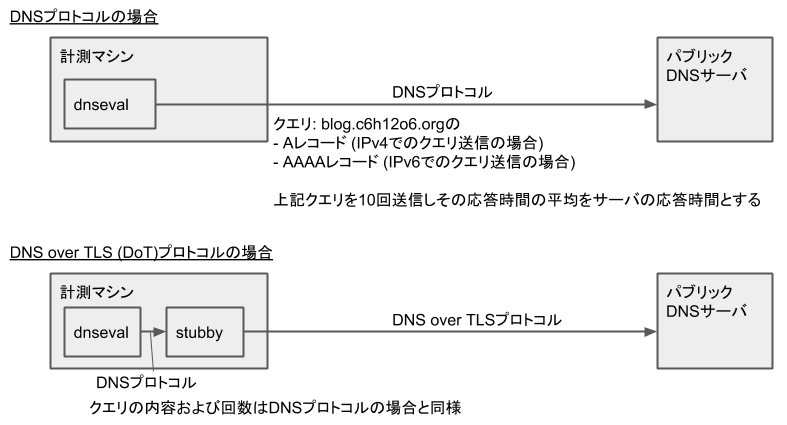 DNSプロトコルの場合
計測マシン
dnseval
DNSプロトコル
パブリック
DNSサーバ
クエリ: blog.c6h12o6.orgの
- Aレコード (IPv4でのクエリ送信の場合)
- AAAAレコード (IPv6でのクエリ送信の場合)
上記クエリを10回送信しその応答時間の平均をサーバの応答時間とする
DNS over TLS (DoT)プロトコルの場合
計測マシン
dnseval
stubby
DNS over TLSプロトコル
パブリック
DNSサーバ
DNSプロトコル
クエリの内容および回数はDNSプロトコルの場合と同様